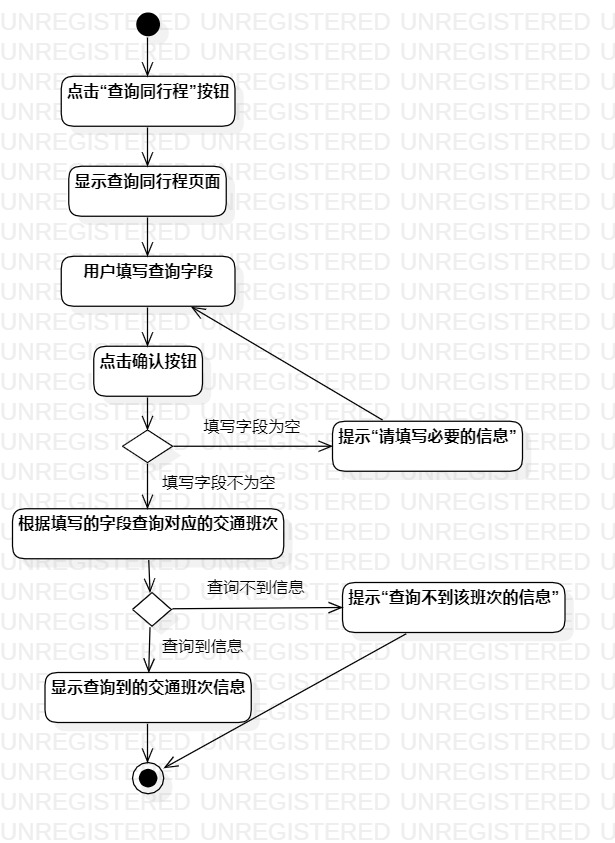 点击“查询同行程”按钮
显示查询同行程页面
用户填写查询字段
点击确认按钮
填写字段为空
提示“请填写必要的信息”
填写字段不为空
根据填写的字段查询对应的交通班次
查询不到信息
提示“查询不到该班次的信息”
查询到信息
显示查询到的交通班次信息
UNREGISTERED